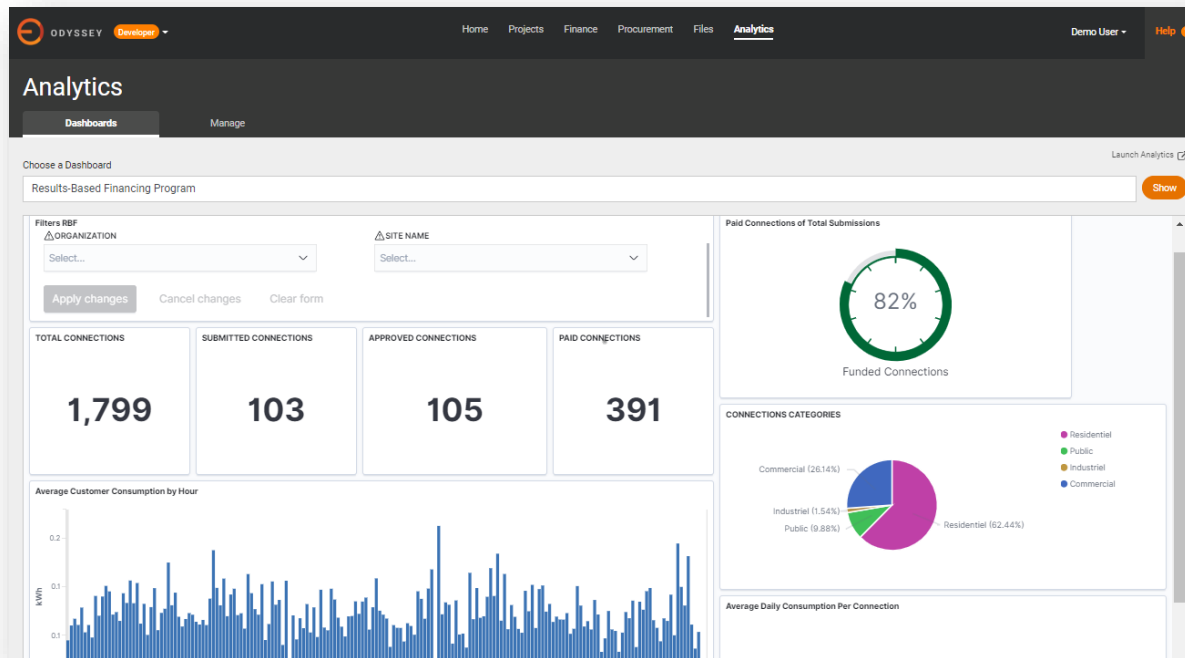 ODYSSEY Developer Home Projects Finance Procurement Files Analytics Demo User Help
Analytics
Dashboards Manage
Launch Analytics
Choose a Dashboard
Results-Based Financing Program Show
Filters RBF
ORGANIZATION SITE NAME
Select... Select...
Apply changes Cancel changes Clear form
Paid Connections of Total Submissions
82%
Funded Connections
TOTAL CONNECTIONS SUBMITTED CONNECTIONS APPROVED CONNECTIONS PAID CONNECTIONS
1,799 103 105 391
CONNECTIONS CATEGORIES
Residentiel
Public
Industriel
Commercial
Commercial (26.14%)
Industriel (1.54%)
Public (9.88%)
Residentiel (62.44%)
Average Customer Consumption by Hour
0.2
0.1
0.1
kWh
Average Daily Consumption Per Connection